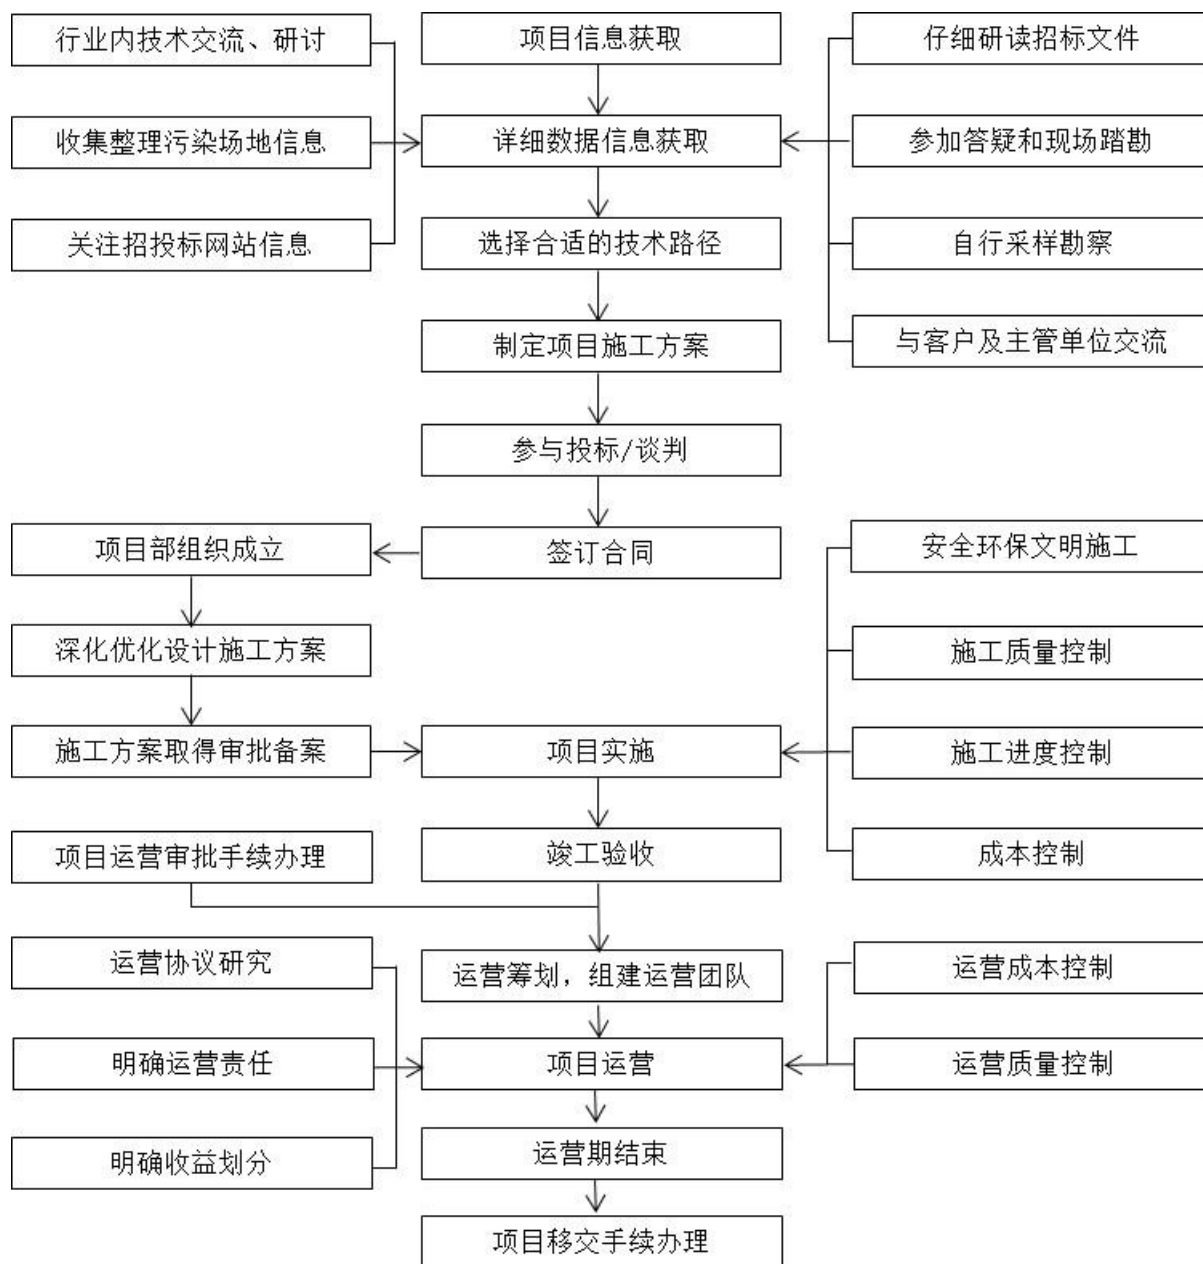 行业内技术交流、研讨
项目信息获取
仔细研读招标文件
收集整理污染场地信息
详细数据信息获取
参加答疑和现场踏勘
关注招投标网站信息
选择合适的技术路径
自行采样勘察
制定项目施工方案
与客户及主管单位交流
参与投标/谈判
项目部组织成立
签订合同
安全环保文明施工
深化优化设计施工方案
施工质量控制
施工方案取得审批备案
项目实施
施工进度控制
项目运营审批手续办理
竣工验收
成本控制
运营协议研究
运营筹划，组建运营团队
运营成本控制
明确运营责任
项目运营
运营质量控制
明确收益划分
运营期结束
项目移交手续办理